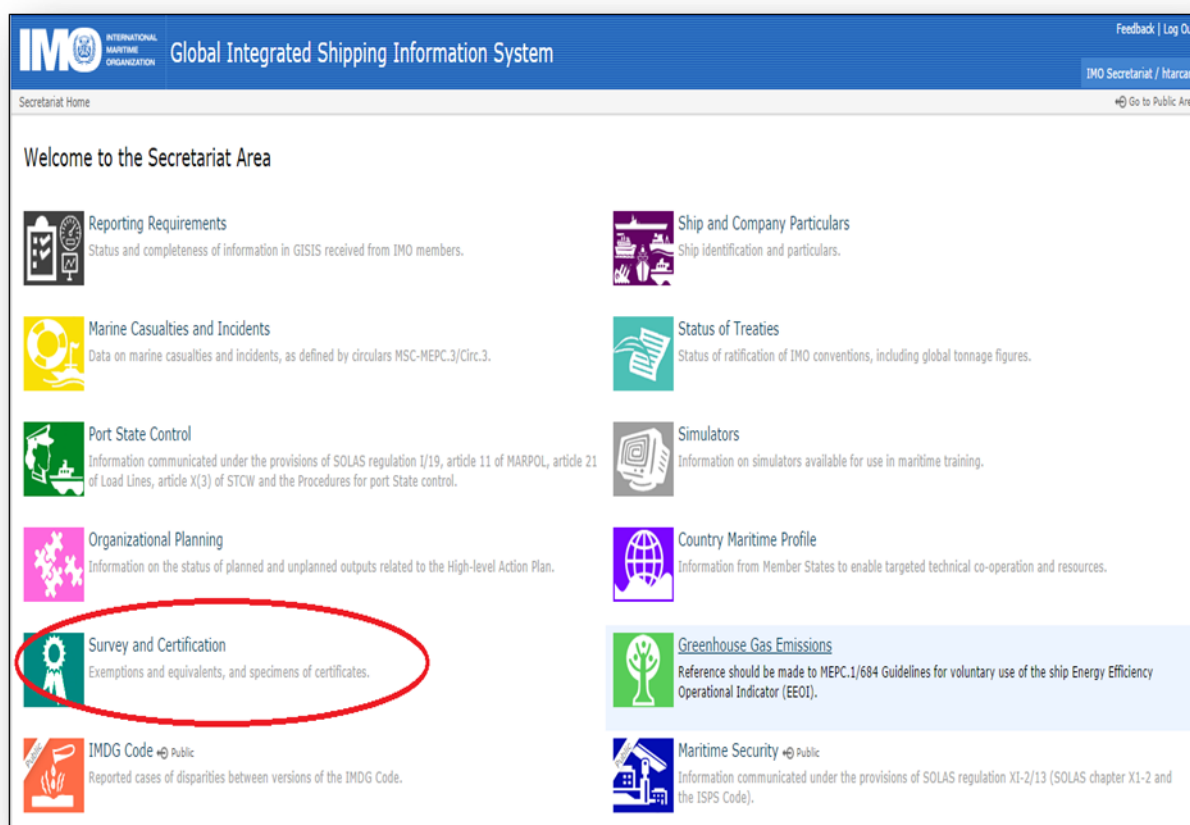 IMO
INTERNATIONAL
MARITIME
ORGANIZATION
Global Integrated Shipping Information System
Feedback | Log Ou
IMO Secretariat / htarcan
Secretariat Home
Go to Public Are
Welcome to the Secretariat Area
Reporting Requirements
Status and completeness of information in GISIS received from IMO members.
Ship and Company Particulars
Ship identification and particulars.
Marine Casualties and Incidents
Data on marine casualties and incidents, as defined by circulars MSC-MEPC.3/Circ.3.
Status of Treaties
Status of ratification of IMO conventions, including global tonnage figures.
Port State Control
Information communicated under the provisions of SOLAS regulation I/19, article 11 of MARPOL, article 21
of Load Lines, article X(3) of STCW and the Procedures for port State control.
Simulators
Information on simulators available for use in maritime training.
Organizational Planning
Information on the status of planned and unplanned outputs related to the High-level Action Plan.
Country Maritime Profile
Information from Member States to enable targeted technical co-operation and resources.
Survey and Certification
Exemptions and equivalents, and specimens of certificates.
Greenhouse Gas Emissions
Reference should be made to MEPC.1/684 Guidelines for voluntary use of the ship Energy Efficiency
Operational Indicator (EEOI).
Public
IMDG Code Public
Reported cases of disparities between versions of the IMDG Code.
Public
Maritime Security Public
Information communicated under the provisions of SOLAS regulation XI-2/13 (SOLAS chapter X1-2 and
the ISPS Code).